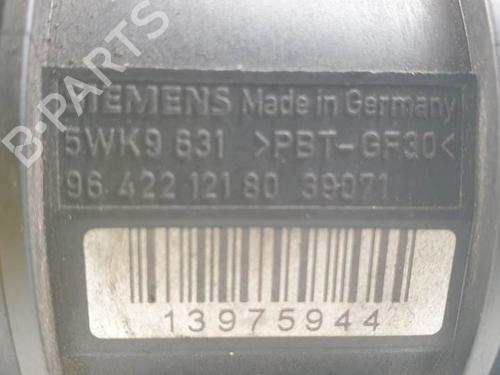 B-PARTS
SIEMENS Made in Germany
5WK9 631 >PBT-GF30<
96 422 121 80 39071
13975944